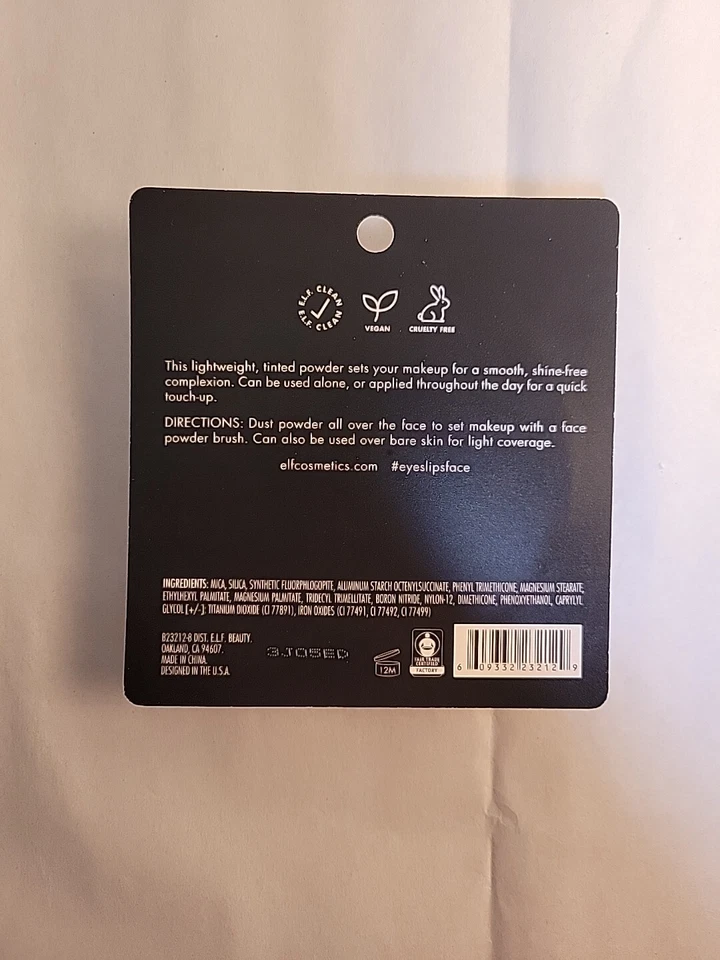 E.L.F. CLEAN
E.L.F. CLEAN
VEGAN
CRUELTY FREE
This lightweight, tinted powder sets your makeup for a smooth, shine-free
complexion. Can be used alone, or applied throughout the day for a quick
touch-up.
DIRECTIONS: Dust powder all over the face to set makeup with a face
powder brush. Can also be used over bare skin for light coverage.
elfcosmetics.com #eyeslipsface
INGREDIENTS: MICA, SILICA, SYNTHETIC FLUORPHLOGOPITE, ALUMINUM STARCH OCTENYLSUCCINATE, PHENYL TRIMETHICONE, MAGNESIUM STEARATE,
ETHYLHEXYL PALMITATE, MAGNESIUM PALMITATE, TRIDECYL TRIMELLITATE, BORON NITRIDE, NYLON-12, DIMETHICONE, PHENOXYETHANOL, CAPRYLYL
GLYCOL [+/-]: TITANIUM DIOXIDE (CI 77891), IRON OXIDES (CI 77491, CI 77492, CI 77499)
B23212-B DIST. E.L.F. BEAUTY.
OAKLAND, CA 94607.
MADE IN CHINA.
DESIGNED IN THE U.S.A.
12M
FAIR TRADE
CERTIFIED
FACTORY
6 09332 23212 9